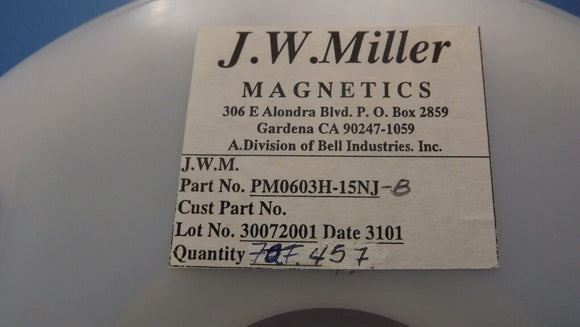 J.W.Miller
MAGNETICS
306 E Alondra Blvd. P. O. Box 2859
Gardena CA 90247-1059
A.Division of Bell Industries. Inc.
J.W.M.
Part No. PM0603H-15NJ-B
Cust Part No.
Lot No. 30072001 Date 3101
Quantity 457